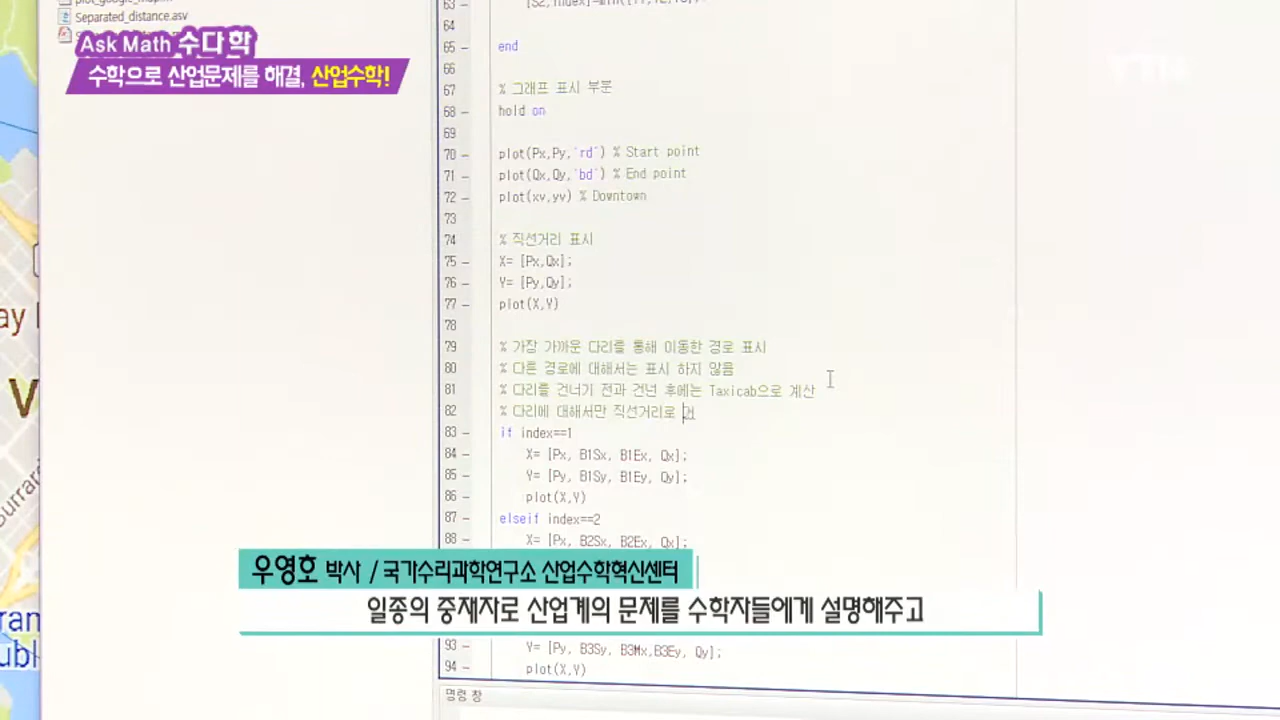 Separated_distance.asv
Ask Math 수다학
수학으로 산업문제를 해결, 산업수학!
YTN
63 -
64
65 - end
66
67 % 그래프 표시 부분
68 - hold on
69
70 - plot(Px,Py,'rd') % Start point
71 - plot(Qx,Qy,'bd') % End point
72 - plot(xv,yv) % Downtown
73
74 % 직선거리 표시
75 - X= [Px,Qx];
76 - Y= [Py,Qy];
77 - plot(X,Y)
78
79 % 가장 가까운 다리를 통해 이동한 경로 표시
80 % 다른 경로에 대해서는 표시 하지 않음
81 % 다리를 건너기 전과 건넌 후에는 Taxicab으로 계산
82 % 다리에 대해서만 직선거리로
83 - if index==1
84 - X= [Px, B1Sx, B1Ex, Qx];
85 - Y= [Py, B1Sy, B1Ey, Qy];
86 - plot(X,Y)
87 - elseif index==2
88 - X= [Px, B2Sx, B2Ex, Qx];
우영호 박사 / 국가수리과학연구소 산업수학혁신센터
일종의 중재자로 산업계의 문제를 수학자들에게 설명해주고
93 - Y= [Py, B3Sy, B3Mx,B3Ey, Qy];
94 - plot(X,Y)
명령 창